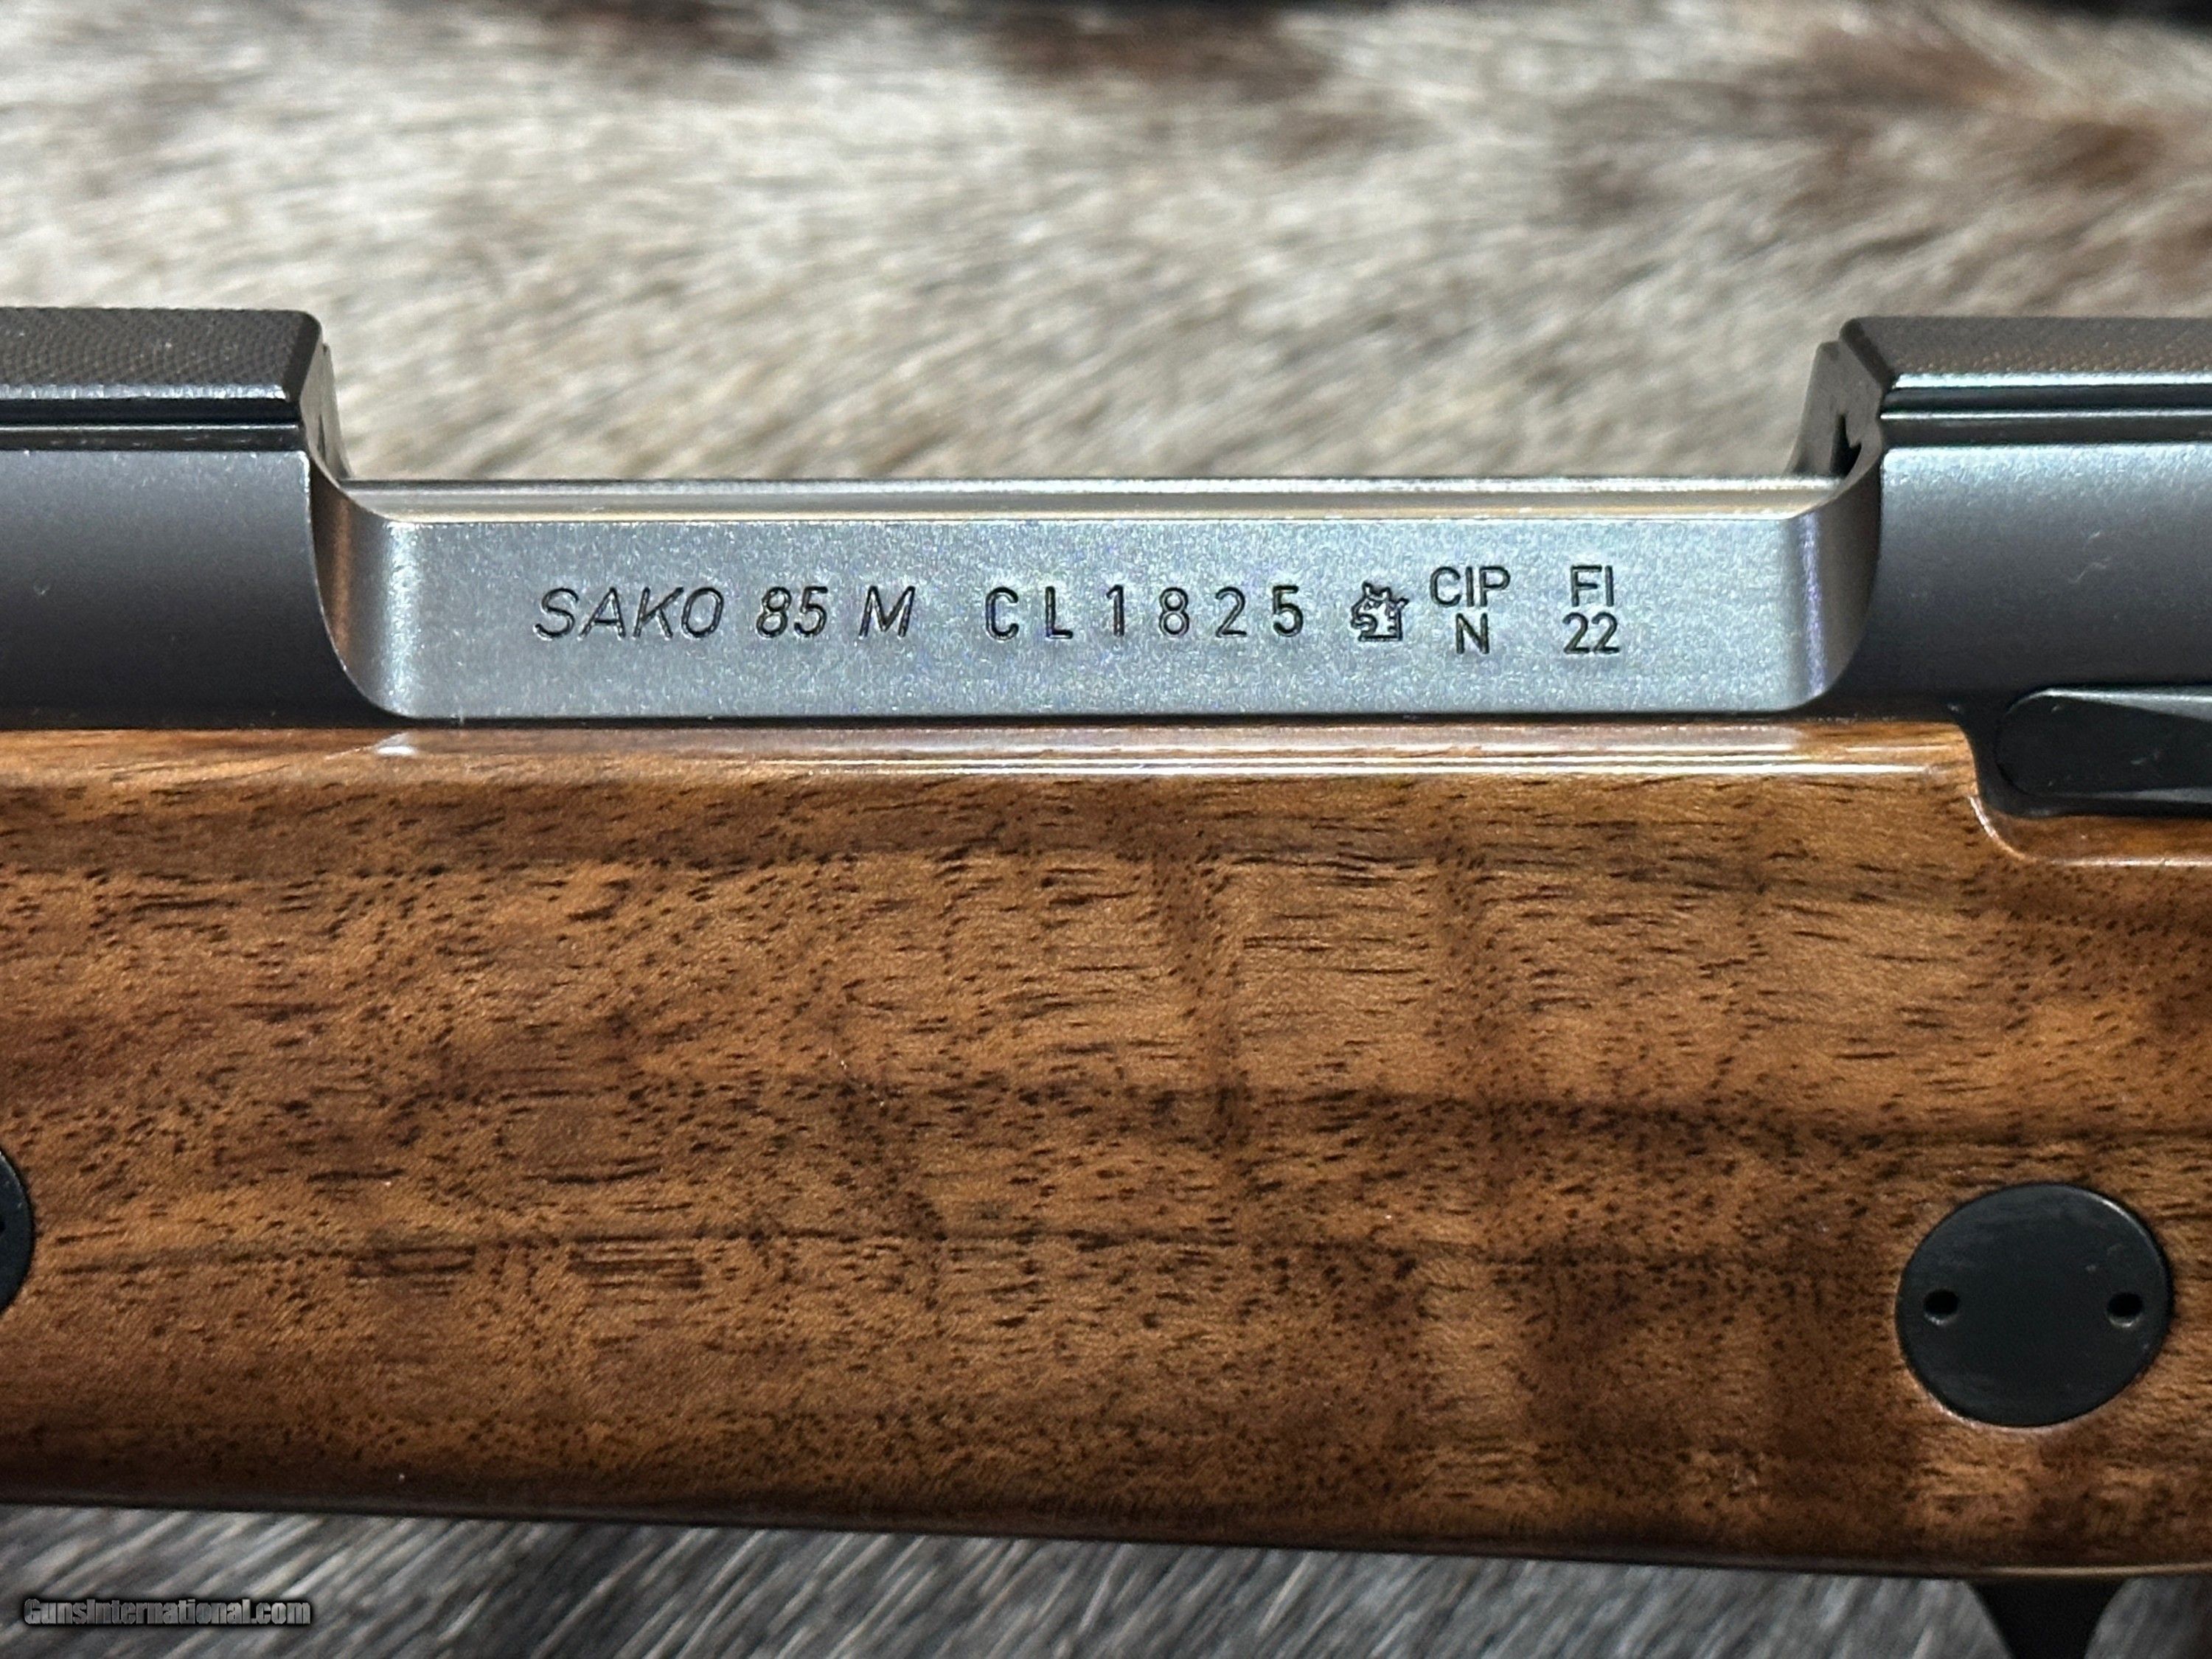 SAKO 85 M CL1825 CIP FI
N 22
GunsInternational.com